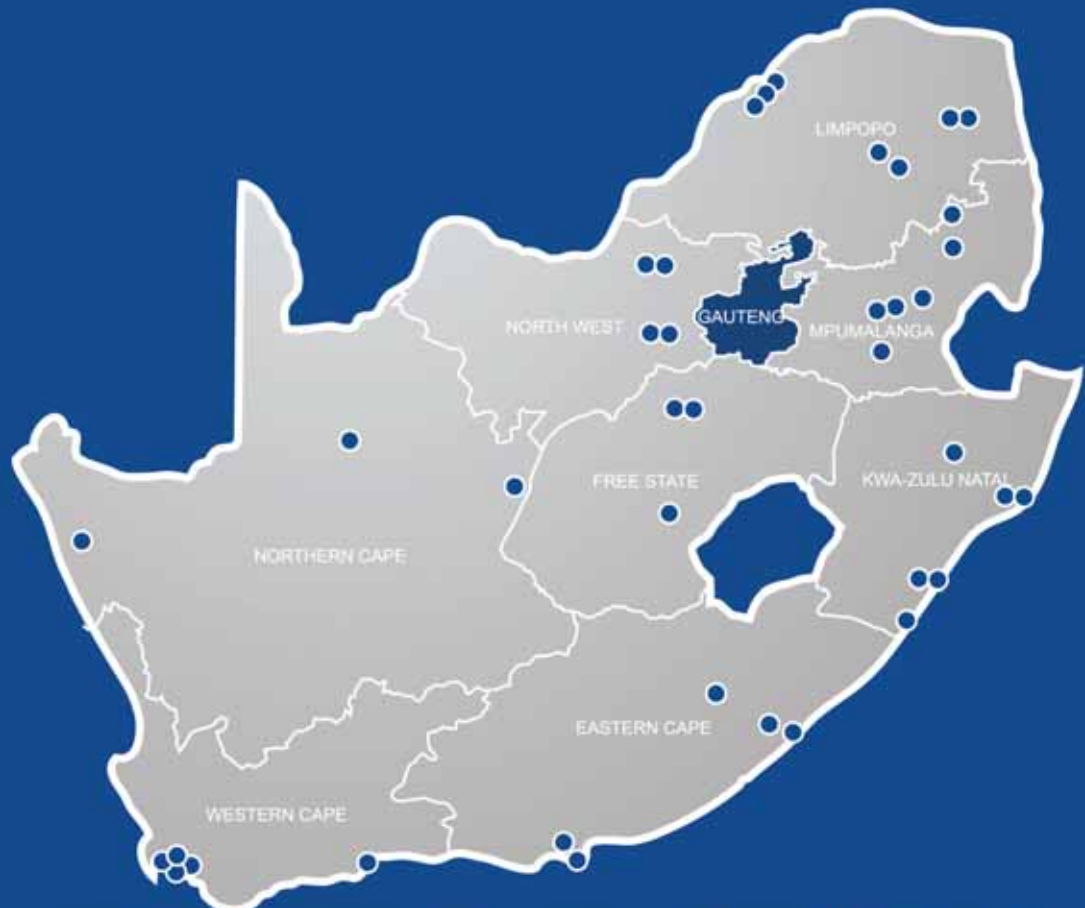 LIMPOPO
NORTH WEST
GAUTENG
MPUMALANGA
FREE STATE
KWA-ZULU NATAL
NORTHERN CAPE
EASTERN CAPE
WESTERN CAPE